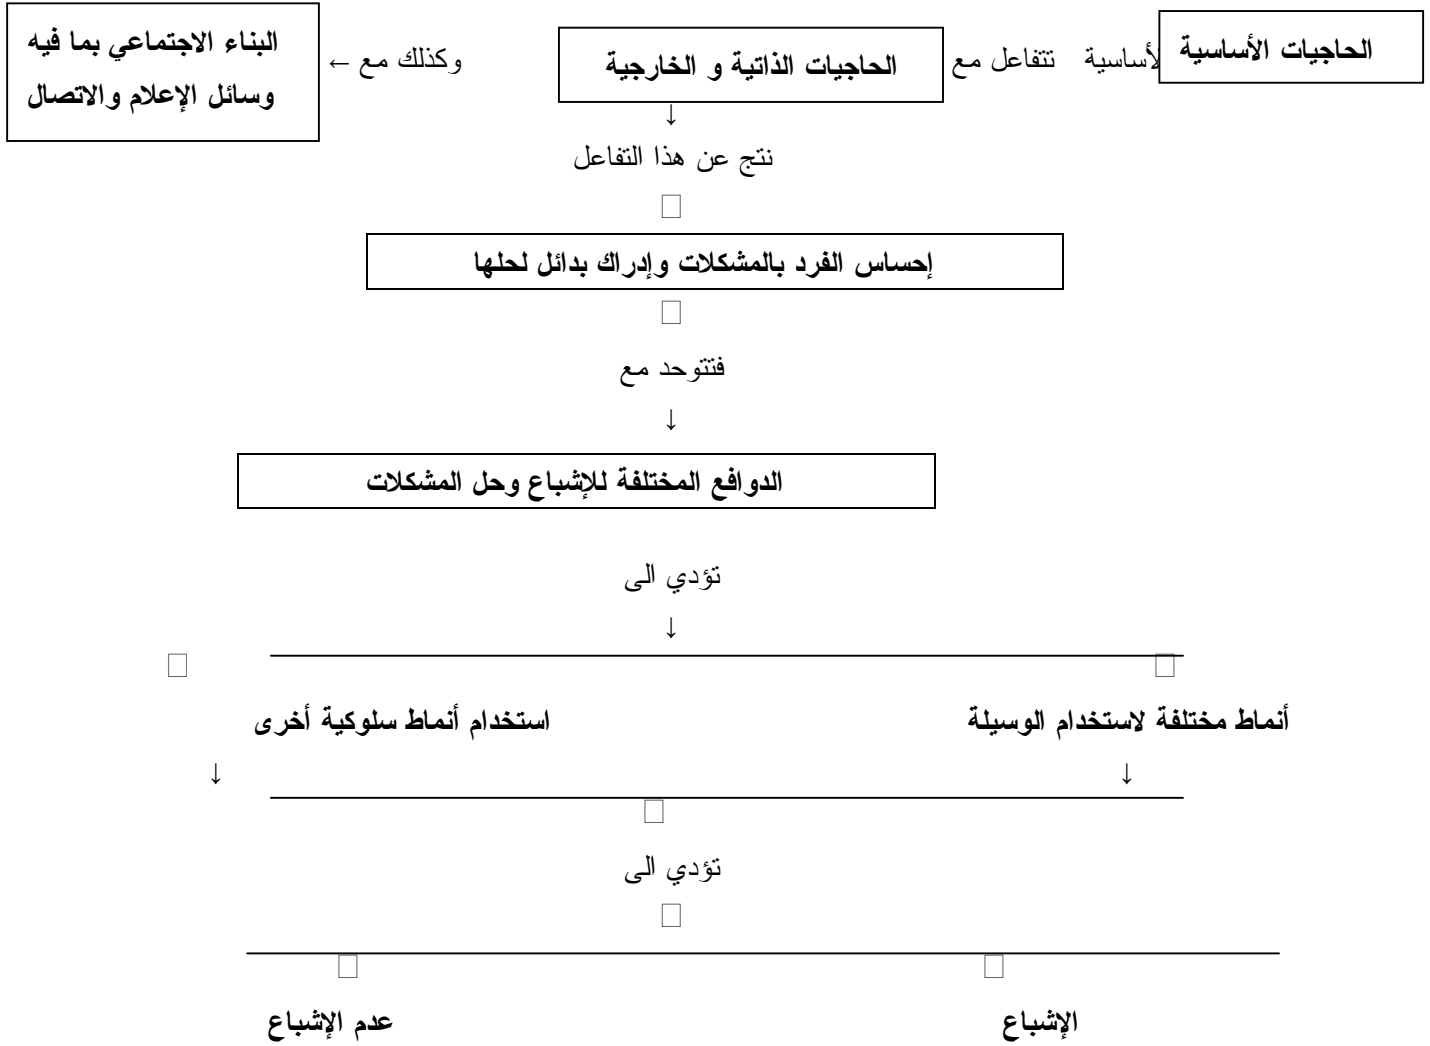 الحاجيات الأساسية
لأساسية تتفاعل مع
الحاجيات الذاتية و الخارجية
وكذلك مع ←
البناء الاجتماعي بما فيه
وسائل الإعلام والاتصال
↓
نتج عن هذا التفاعل
إحساس الفرد بالمشكلات وإدراك بدائل لحلها
فتتوحد مع
↓
الدوافع المختلفة للإشباع وحل المشكلات
تؤدي الى
↓
أنماط مختلفة لاستخدام الوسيلة
استخدام أنماط سلوكية أخرى
↓ ↓
تؤدي الى
الإشباع
عدم الإشباع